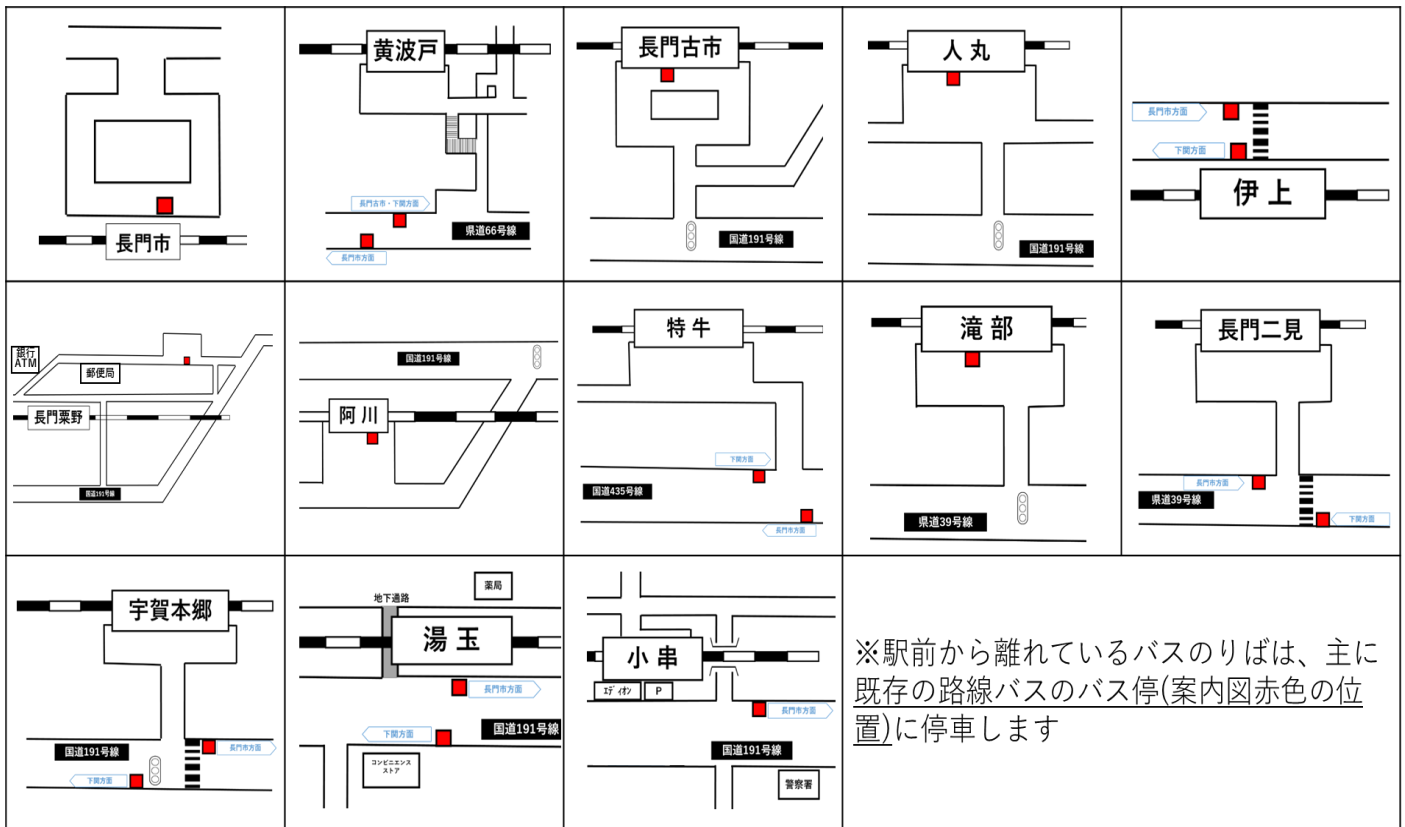 長門市
黄波戸
長門古市・下関方面
県道66号線
長門市方面
長門古市
国道191号線
人丸
国道191号線
長門市方面
下関方面
伊上
銀行
ATM
郵便局
長門粟野
国道191号線
国道191号線
阿川
特牛
下関方面
国道435号線
長門市方面
滝部
県道39号線
長門二見
長門市方面
県道39号線
下関方面
宇賀本郷
国道191号線
長門市方面
下関方面
薬局
地下通路
湯玉
長門市方面
国道191号線
下関方面
コンビニエンス
ストア
小串
エディオン
P
長門市方面
国道191号線
警察署
※駅前から離れているバスのりばは、主に
既存の路線バスのバス停(案内図赤色の位
置)に停車します